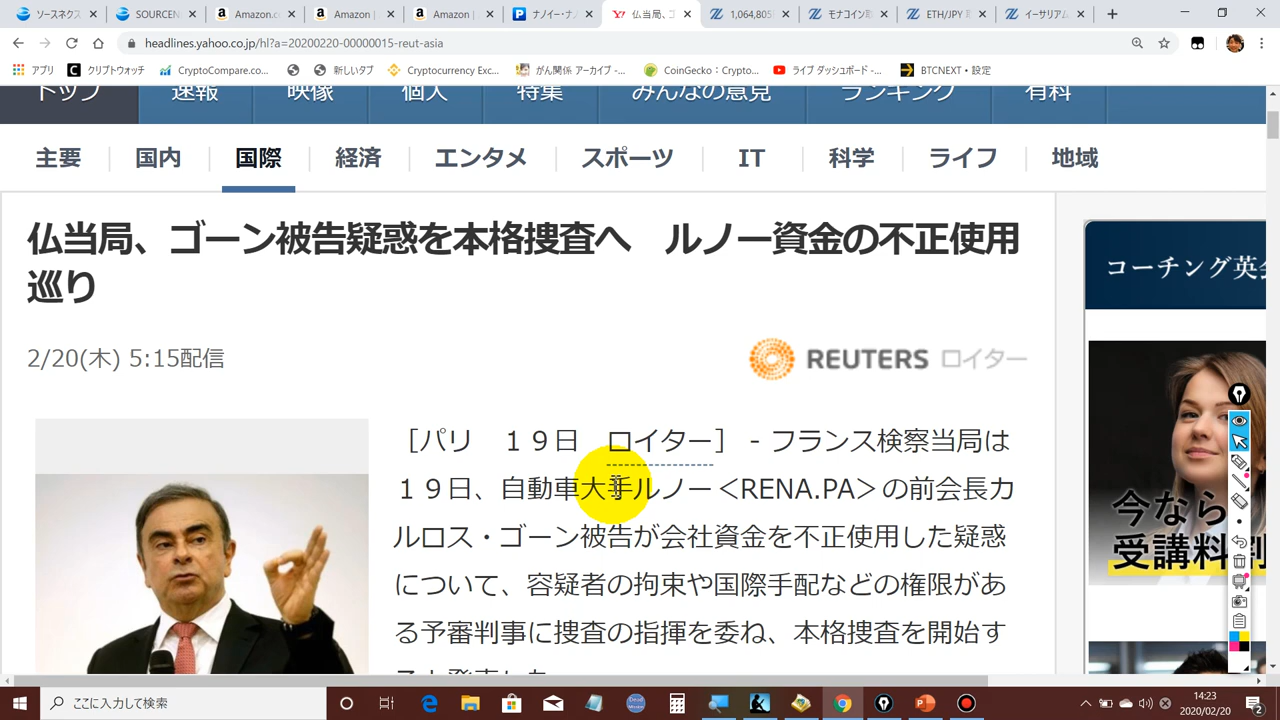 ソースネクス
SOURCEN
Amazon.c
Amazon
Amazon
ナノイー・ナノ
仏当局、ゴ
1,064,805
モナコイン
ETH/JPY
イーサリアム
headlines.yahoo.co.jp/hl?a=20200220-00000015-reut-asia
アプリ
クリプトウォッチ
CryptoCompare.co...
新しいタブ
Cryptocurrency Exc...
がん関係 アーカイブ -...
CoinGecko：Crypto...
ライブ ダッシュボード -...
BTCNEXT・設定
トップ
速報
映像
個人
特集
みんなの意見
ランキング
有料
主要
国内
国際
経済
エンタメ
スポーツ
IT
科学
ライフ
地域
仏当局、ゴーン被告疑惑を本格捜査へ　ルノー資金の不正使用
巡り
2/20(木) 5:15配信
REUTERS ロイター
コーチング英会
［パリ　１９日　ロイター］ - フランス検察当局は
１９日、自動車大手ルノー＜RENA.PA＞の前会長カ
ルロス・ゴーン被告が会社資金を不正使用した疑惑
について、容疑者の拘束や国際手配などの権限があ
る予審判事に捜査の指揮を委ね、本格捜査を開始す
今なら
受講料割
ここに入力して検索
14:23
2020/02/20
2